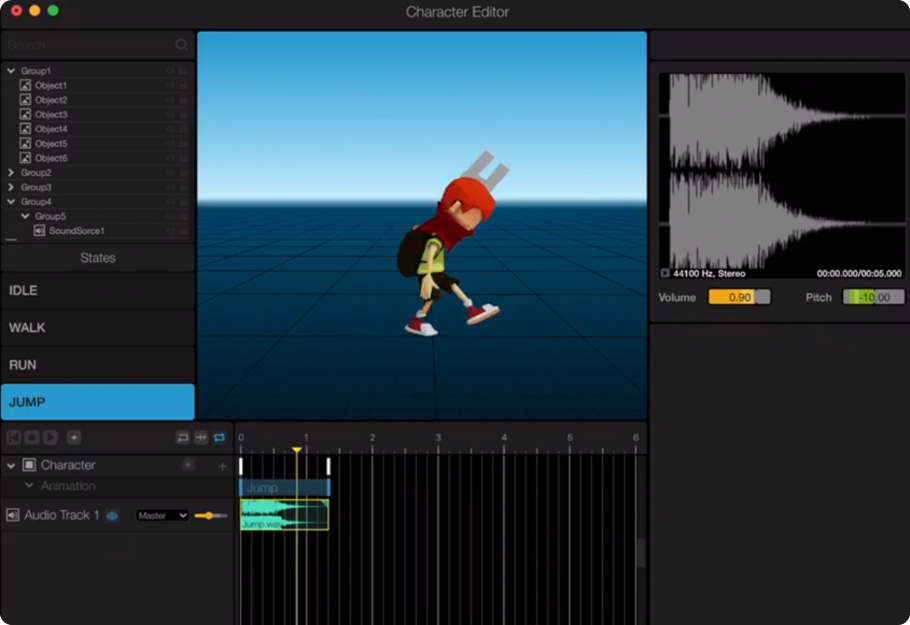 Character Editor
Search
Group1
Object1
Object2
Object3
Object4
Object5
Object6
Group2
Group3
Group4
Group5
SoundSorce1
States
IDLE
WALK
RUN
JUMP
44100 Hz, Stereo 00:00.000/00:05.000
Volume 0.90 Pitch -10.00
0 1 2 3 4 5 6
Character
Animation
Jump
Audio Track 1 Master
Jump.wav